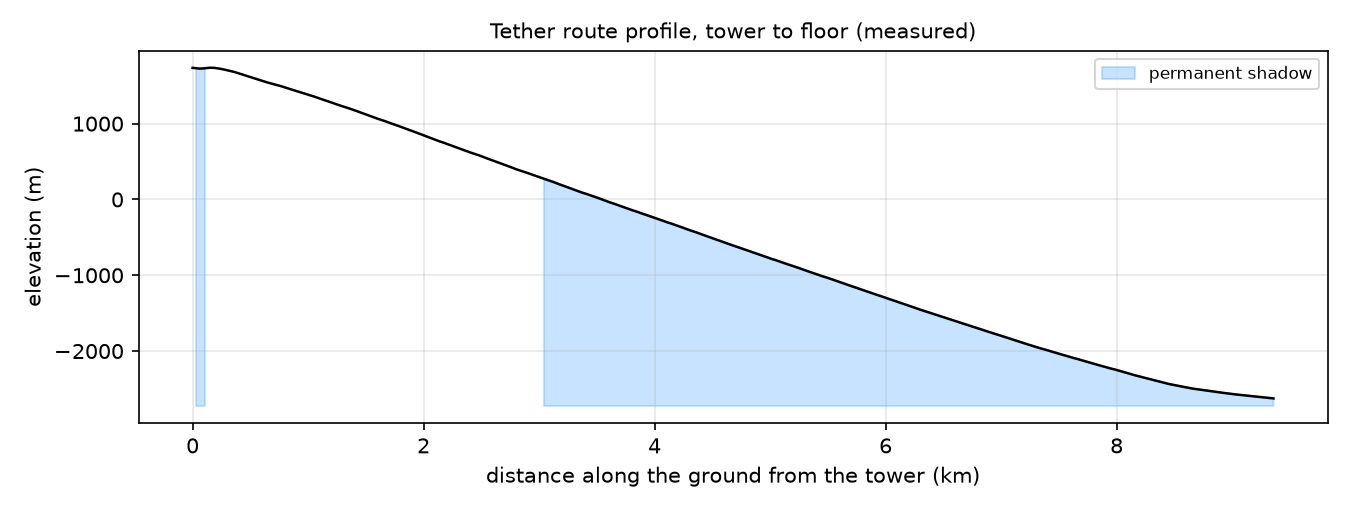 Tether route profile, tower to floor (measured)
permanent shadow
elevation (m)
1000
0
−1000
−2000
0 2 4 6 8
distance along the ground from the tower (km)